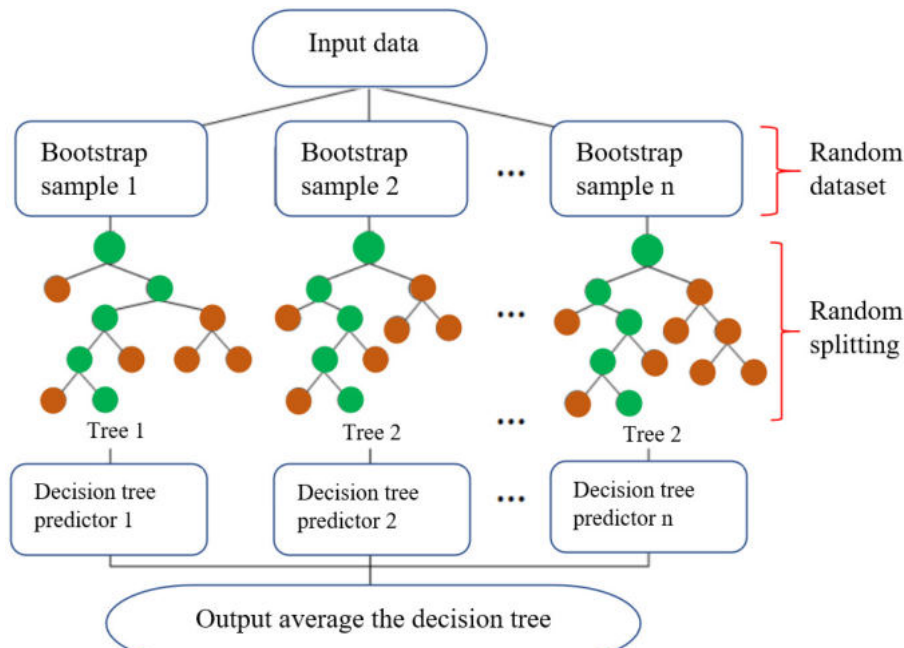 Input data
Bootstrap
sample 1
Bootstrap
sample 2
...
Bootstrap
sample n
Random
dataset
...
Random
splitting
...
Tree 1
Tree 2
Tree 2
Decision tree
predictor 1
Decision tree
predictor 2
...
Decision tree
predictor n
Output average the decision tree